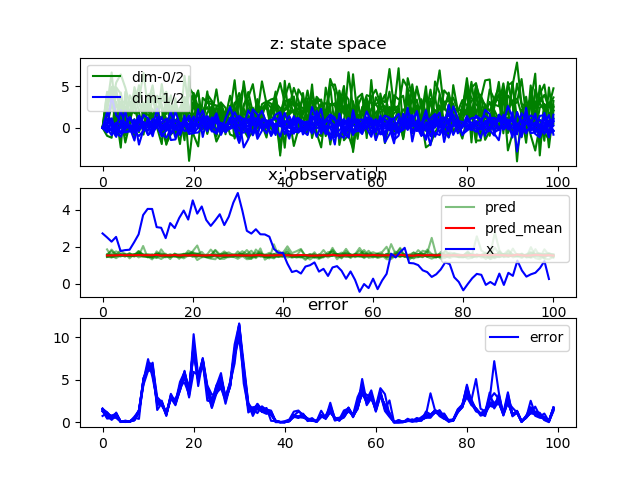 z: state space
dim-0/2
dim-1/2
5
0
0 20 40 60 80 100
x: observation
pred
pred_mean
x
4
2
0
0 20 40 60 80 100
error
error
10
5
0
0 20 40 60 80 100